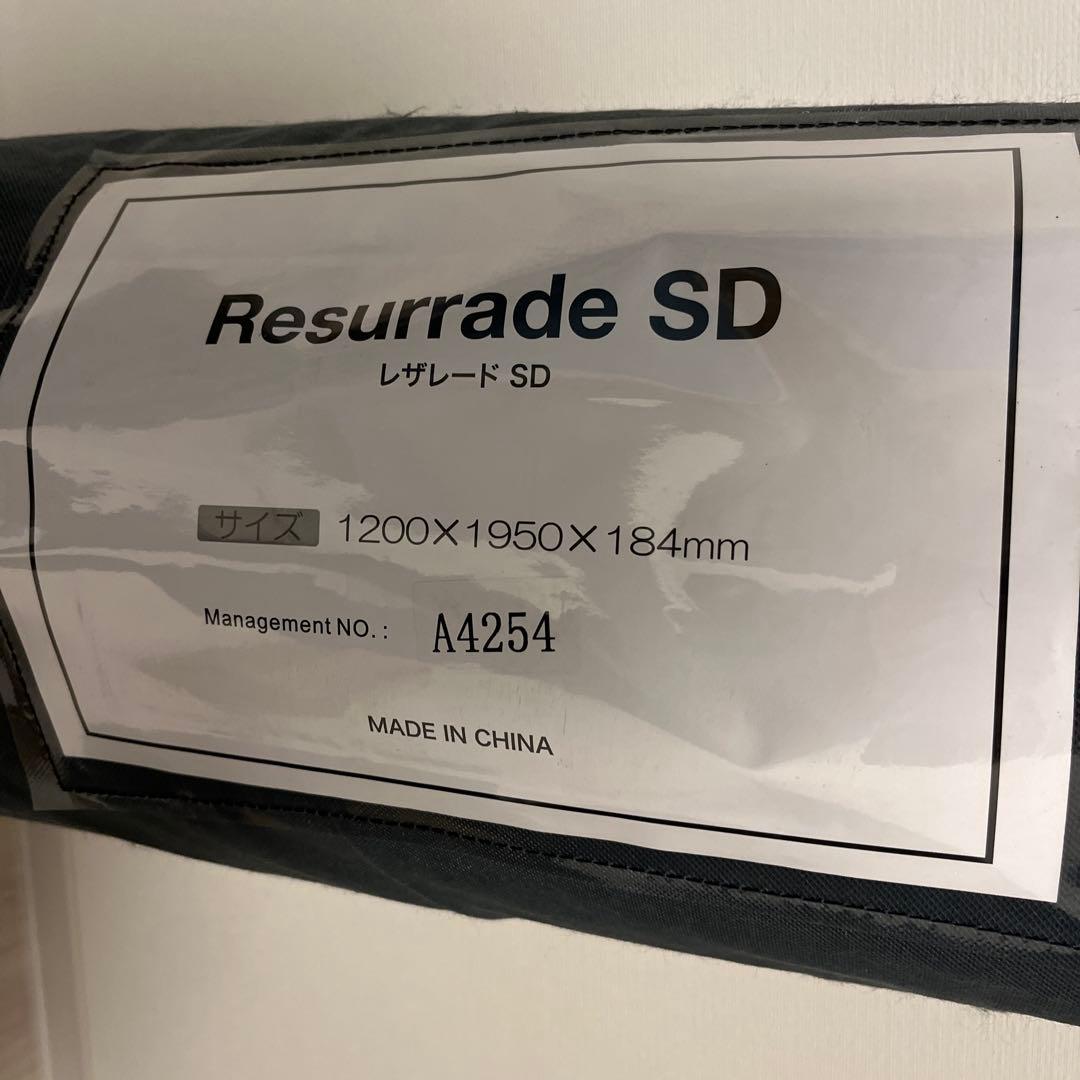 Resurrade SD
レザレード SD
サイズ 1200×1950×184mm
Management NO. : A4254
MADE IN CHINA